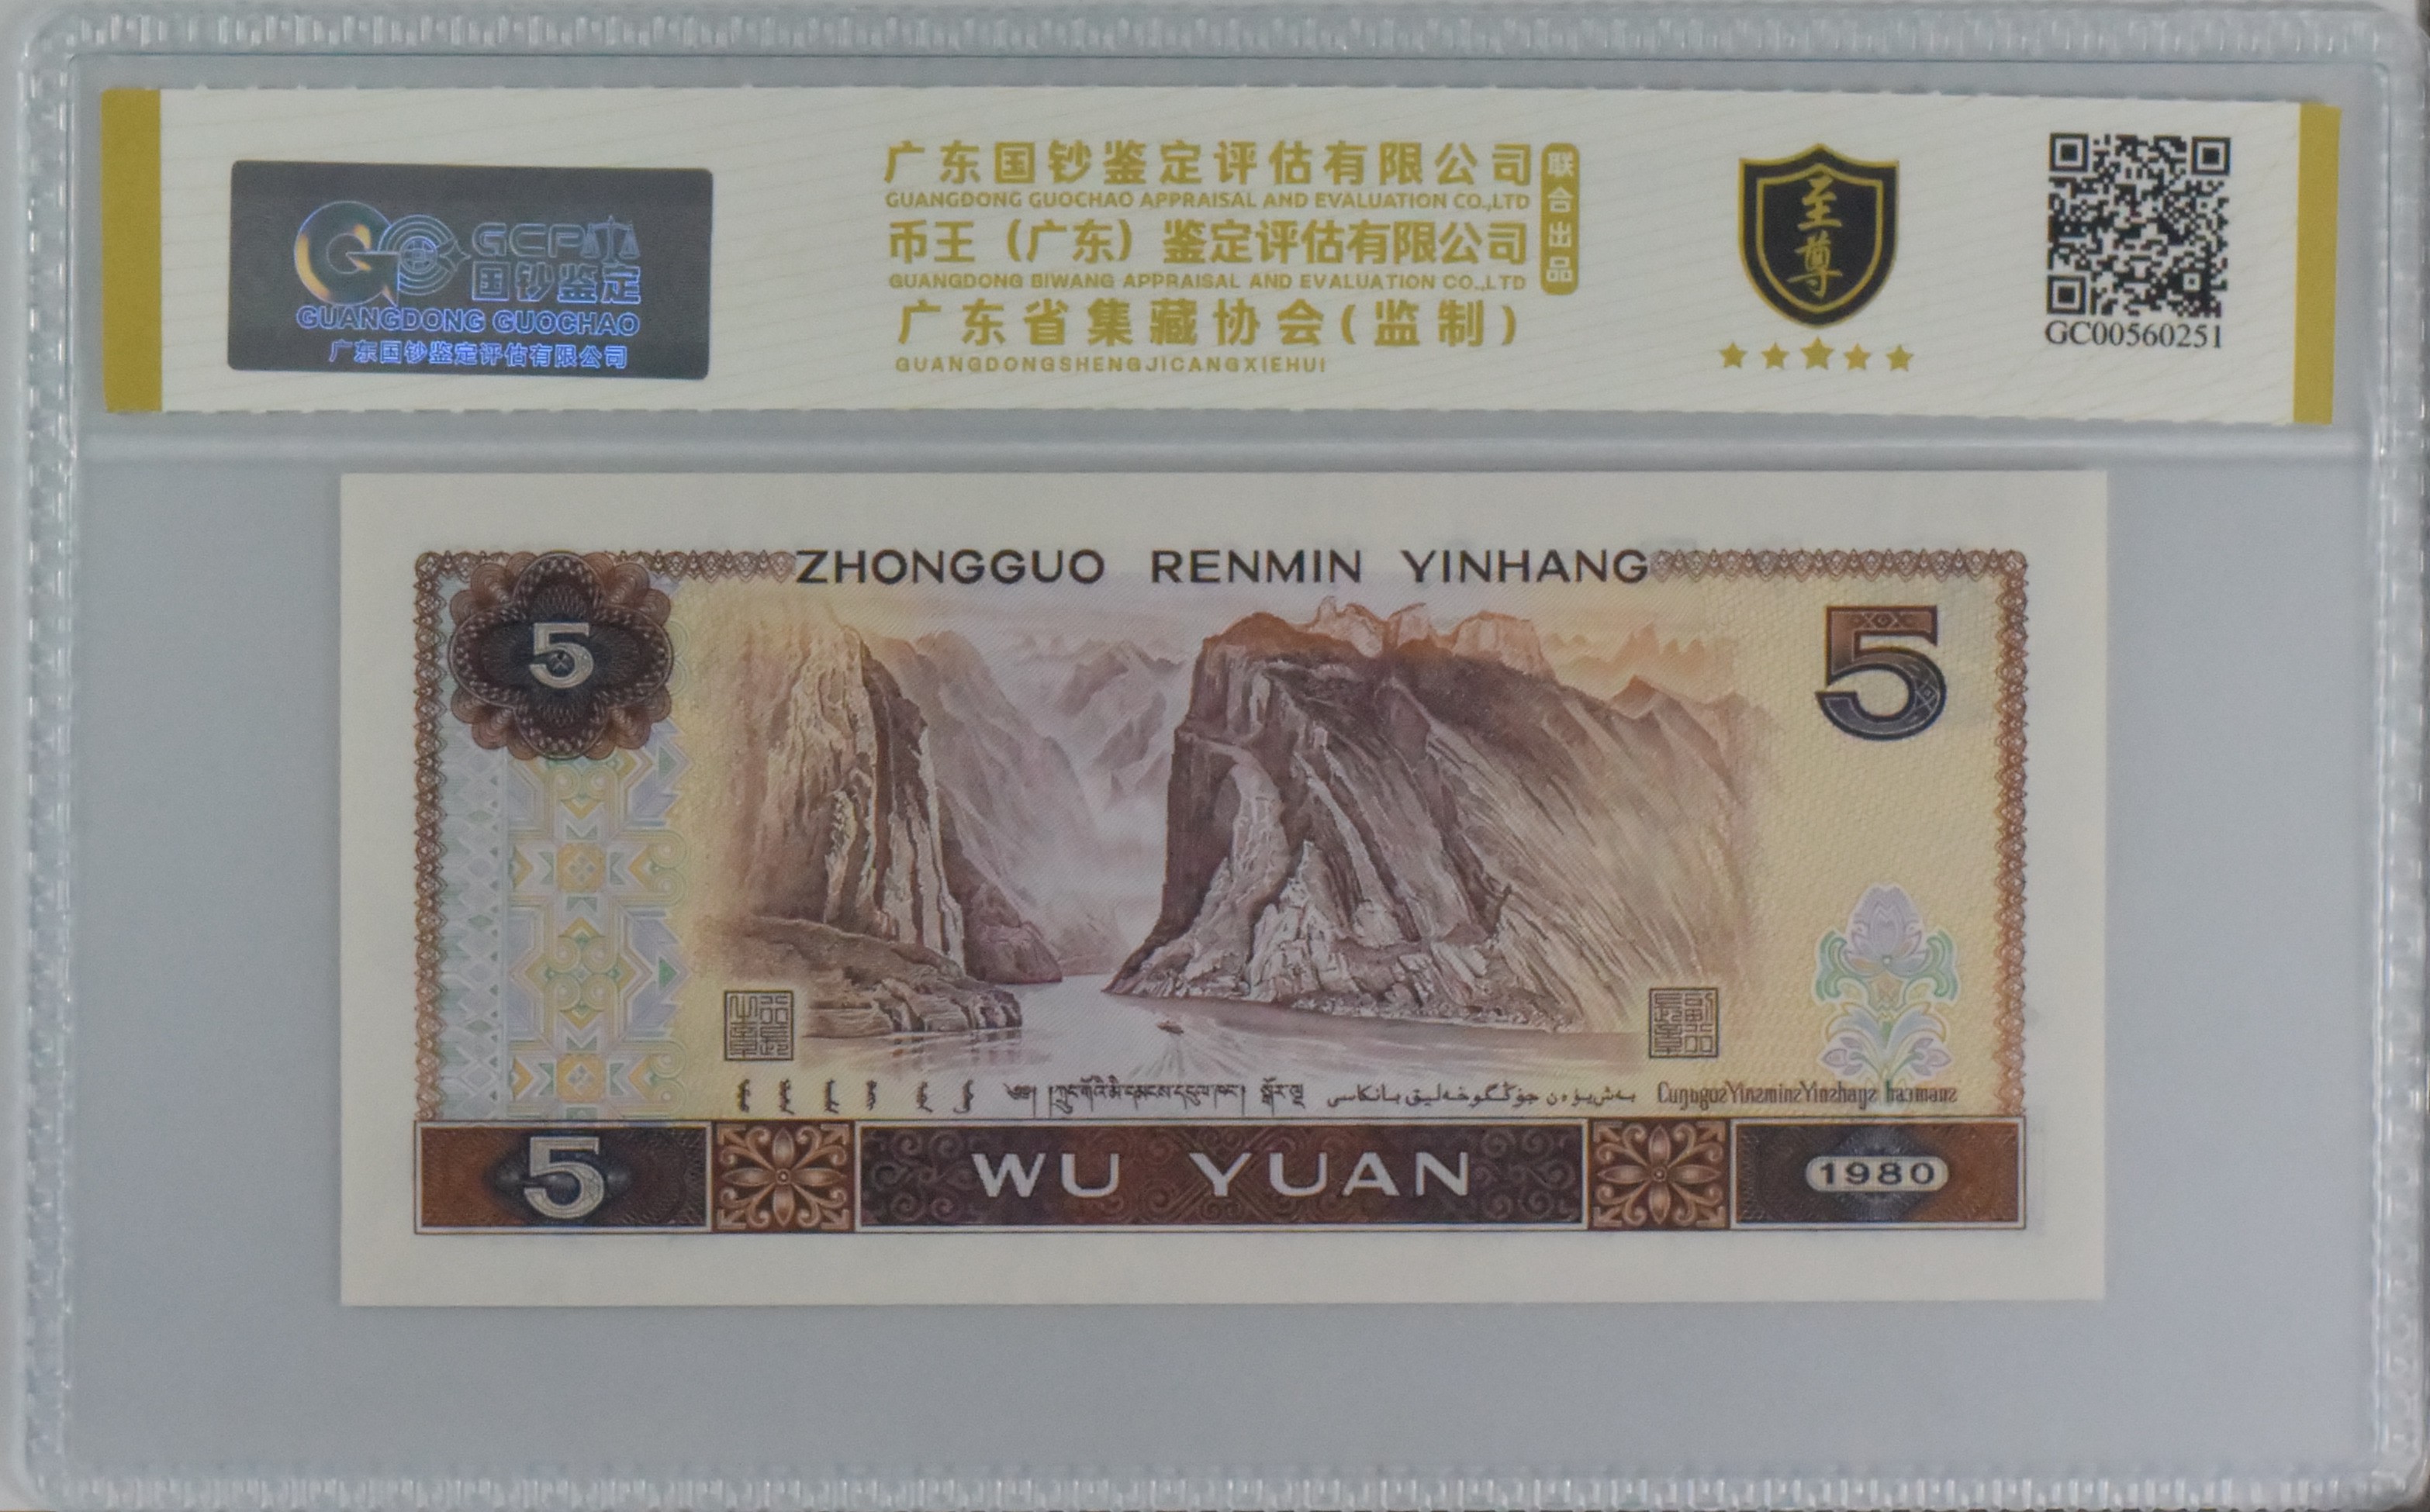 GCP
国钞鉴定
GUANGDONG GUOCHAO
广东国钞鉴定评估有限公司
广东国钞鉴定评估有限公司
GUANGDONG GUOCHAO APPRAISAL AND EVALUATION CO.,LTD
币王（广东）鉴定评估有限公司
GUANGDONG BIWANG APPRAISAL AND EVALUATION CO.,LTD
广东省集藏协会(监制)
GUANGDONGSHENGJICANGXIEHUI
联合出品
至尊
GC00560251
ZHONGGUO RENMIN YINHANG
5
5
5
WU YUAN
1980